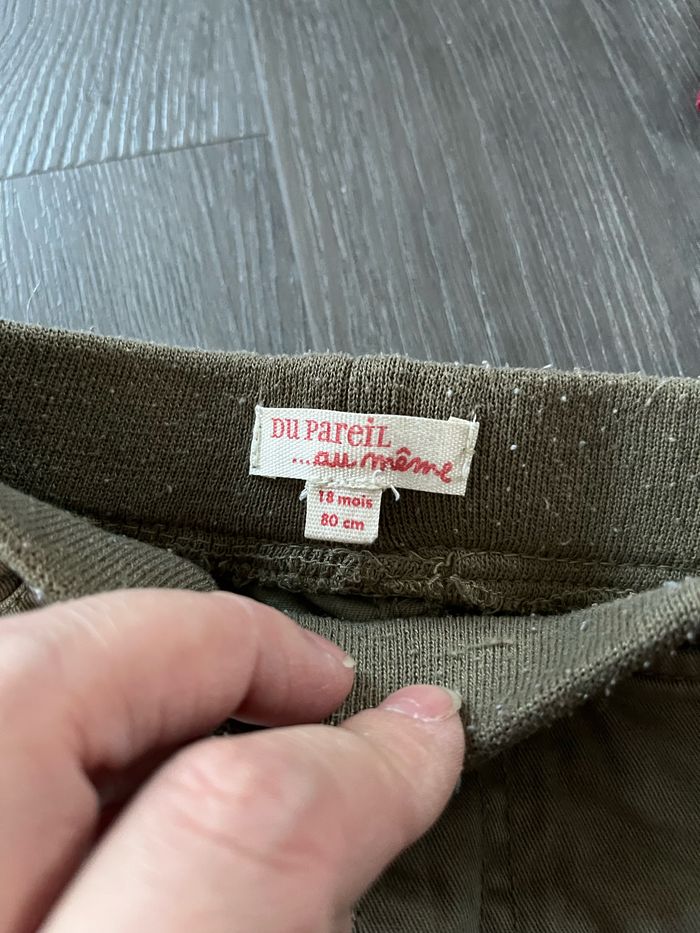 DU PareiL
...au même
18 mois
80 cm